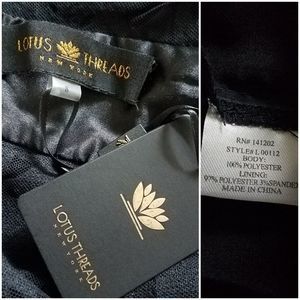 LOTUS THREADS
NEW YORK
LOTUS THREADS
NEW YORK
RN# 141202
STYLE# L00112
BODY:
100% POLYESTER
LINING:
97% POLYESTER 3% SPANDEX
MADE IN CHINA